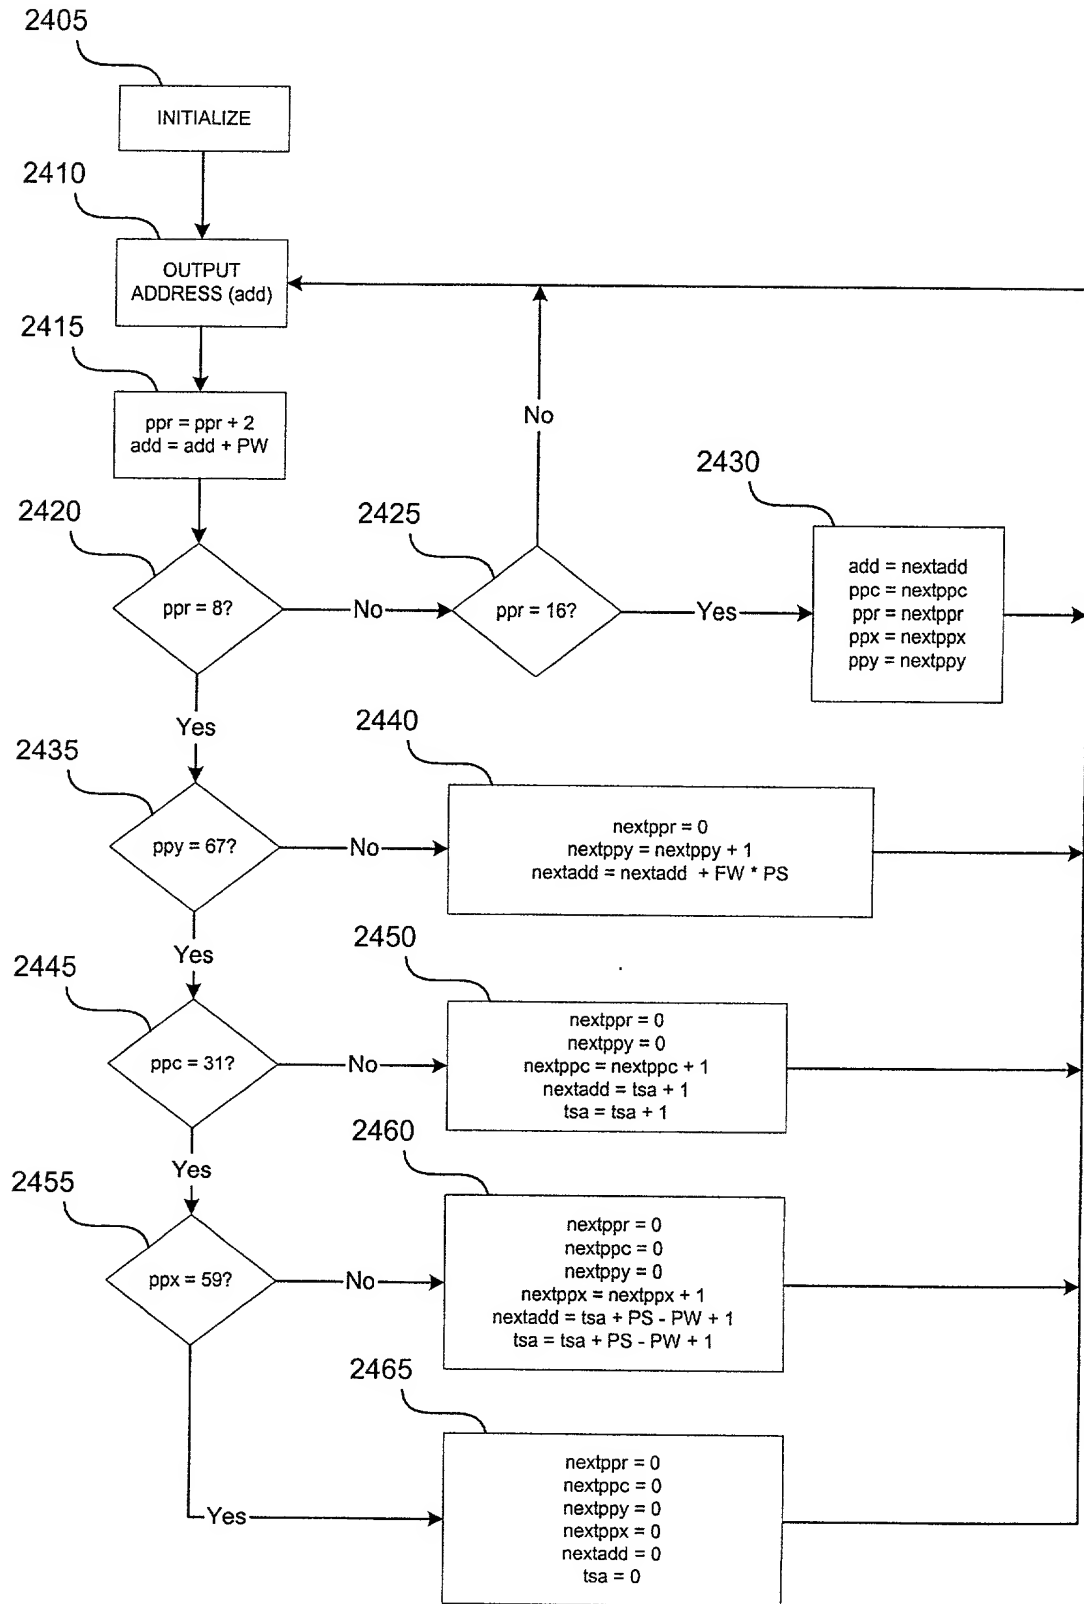 2405
INITIALIZE
2410
OUTPUT
ADDRESS (add)
2415
ppr = ppr + 2
add = add + PW
No
2420
ppr = 8?
No
2425
ppr = 16?
Yes
2430
add = nextadd
ppc = nextppc
ppr = nextppr
ppx = nextppx
ppy = nextppy
Yes
2435
ppy = 67?
No
2440
nextppr = 0
nextppy = nextppy + 1
nextadd = nextadd + FW * PS
Yes
2445
ppc = 31?
No
2450
nextppr = 0
nextppy = 0
nextppc = nextppc + 1
nextadd = tsa + 1
tsa = tsa + 1
Yes
2455
ppx = 59?
No
2460
nextppr = 0
nextppc = 0
nextppy = 0
nextppx = nextppx + 1
nextadd = tsa + PS - PW + 1
tsa = tsa + PS - PW + 1
Yes
2465
nextppr = 0
nextppc = 0
nextppy = 0
nextppx = 0
nextadd = 0
tsa = 0